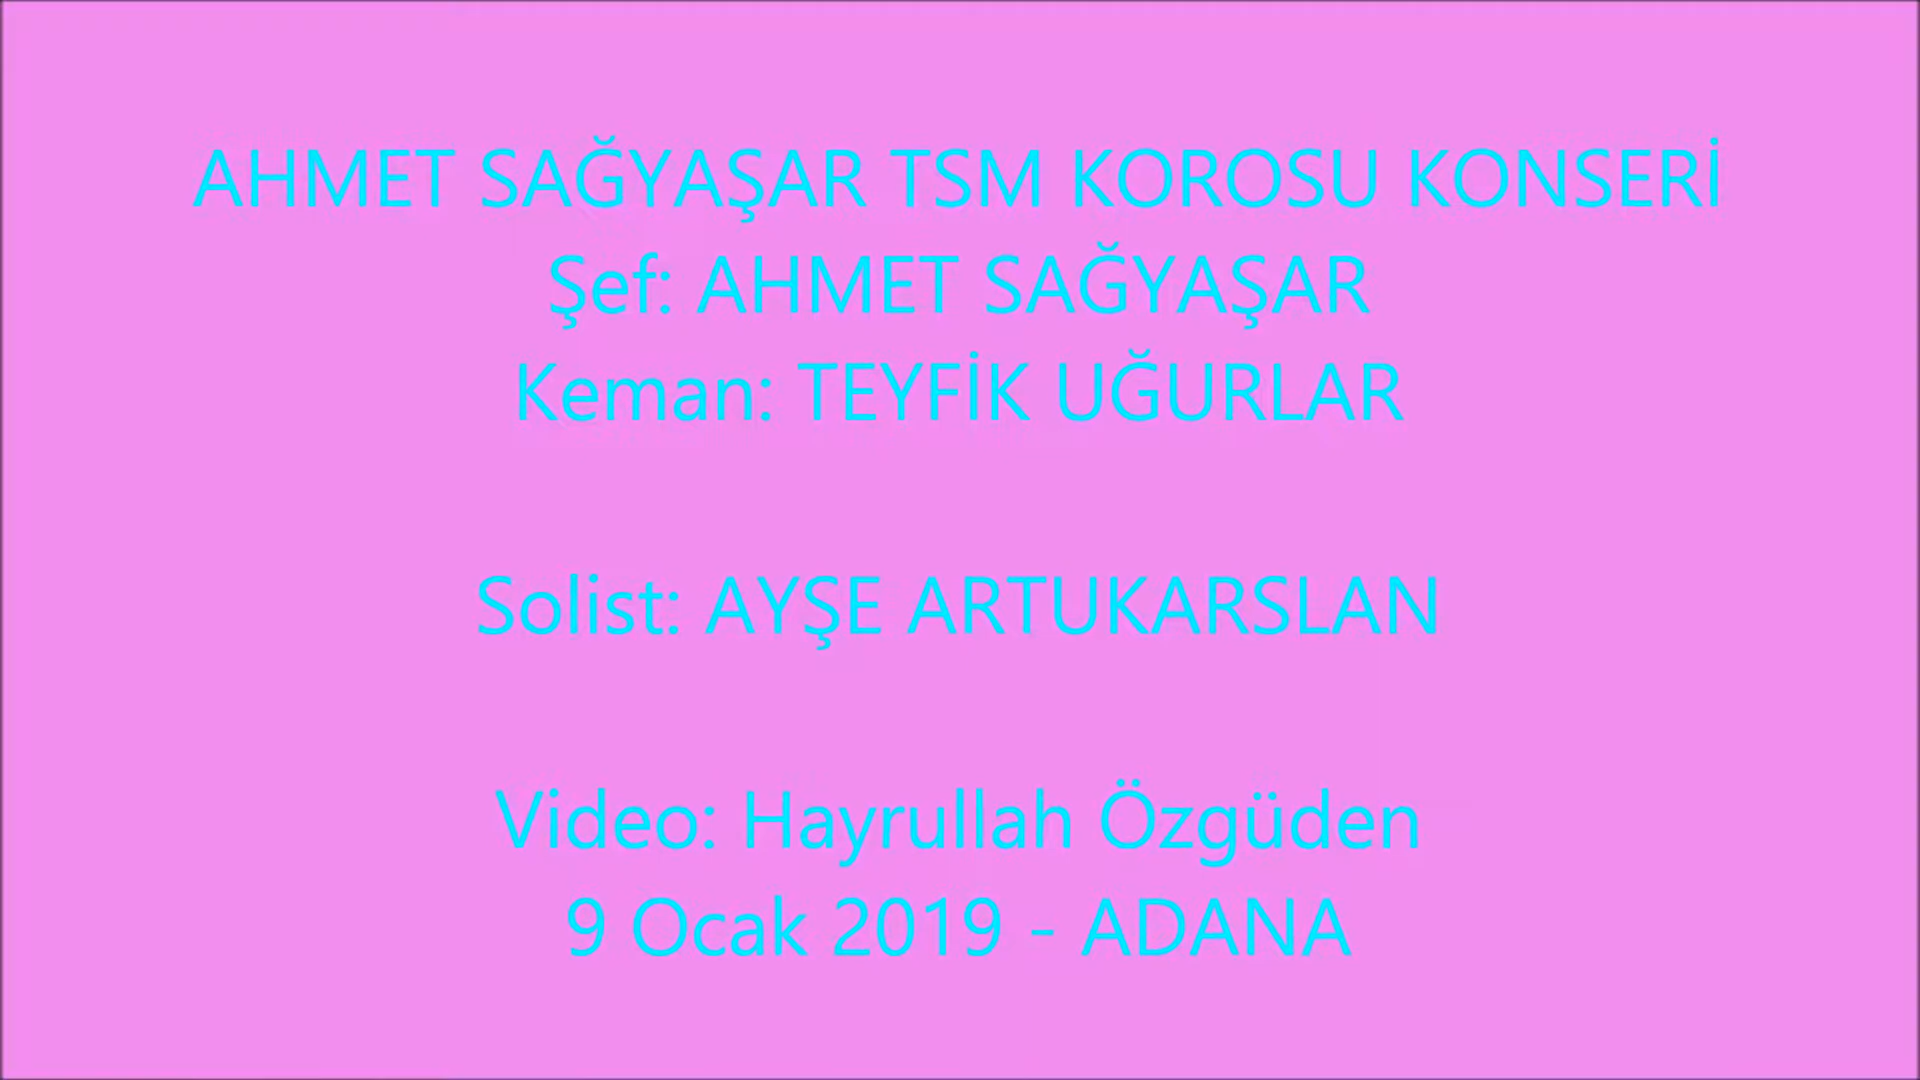 AHMET SAĞYAŞAR TSM KOROSU KONSERİ
Şef: AHMET SAĞYAŞAR
Keman: TEYFİK UĞURLAR
Solist: AYŞE ARTUKARSLAN
Video: Hayrullah Özgüden
9 Ocak 2019 - ADANA